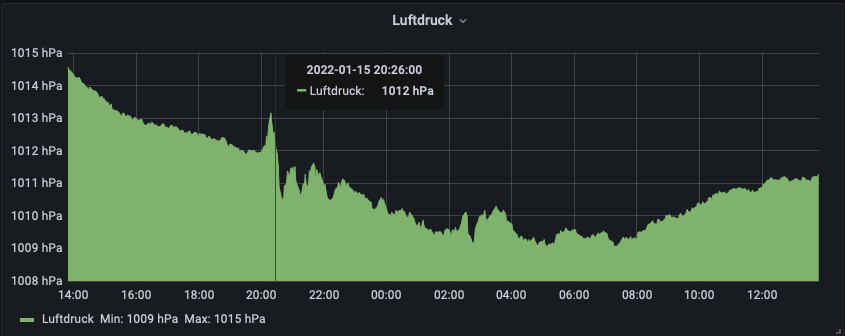 Luftdruck
1015 hPa
1014 hPa
1013 hPa
1012 hPa
1011 hPa
1010 hPa
1009 hPa
1008 hPa
2022-01-15 20:26:00
Luftdruck: 1012 hPa
14:00 16:00 18:00 20:00 22:00 00:00 02:00 04:00 06:00 08:00 10:00 12:00
Luftdruck Min: 1009 hPa Max: 1015 hPa